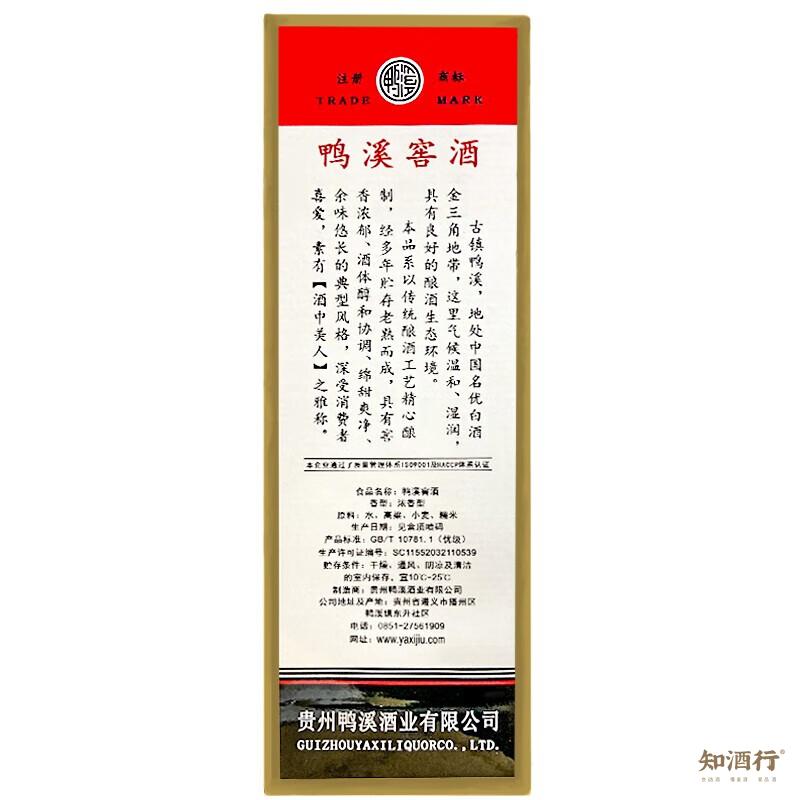 注册 商标
TRADE MARK
鸭溪
鸭溪窖酒
古镇鸭溪，地处中国名优白酒
金三角地带，这里气候温和、湿润，
具有良好的酿酒生态环境。
本品系以传统酿酒工艺精心酿
制，经多年贮存老熟而成，具有窖
香浓郁、酒体醇和协调、绵甜爽净、
余味悠长的典型风格，深受消费者
喜爱，素有【酒中美人】之雅称。
本企业通过了质量管理体系ISO9001及HACCP体系认证
食品名称：鸭溪窖酒
香型：浓香型
原料：水、高粱、小麦、糯米
生产日期：见盒顶喷码
产品标准：GB/T 10781.1（优级）
生产许可证编号：SC11552032110539
贮存条件：干燥、通风、阴凉及清洁
的室内保存，宜10℃-25℃
制造商：贵州鸭溪酒业有限公司
公司地址及产地：贵州省遵义市播州区
鸭溪镇东升社区
电话：0851-27561909
网址：www.yaxijiu.com
贵州鸭溪酒业有限公司
GUIZHOUYAXILIQUORCO.,LTD.
知酒行